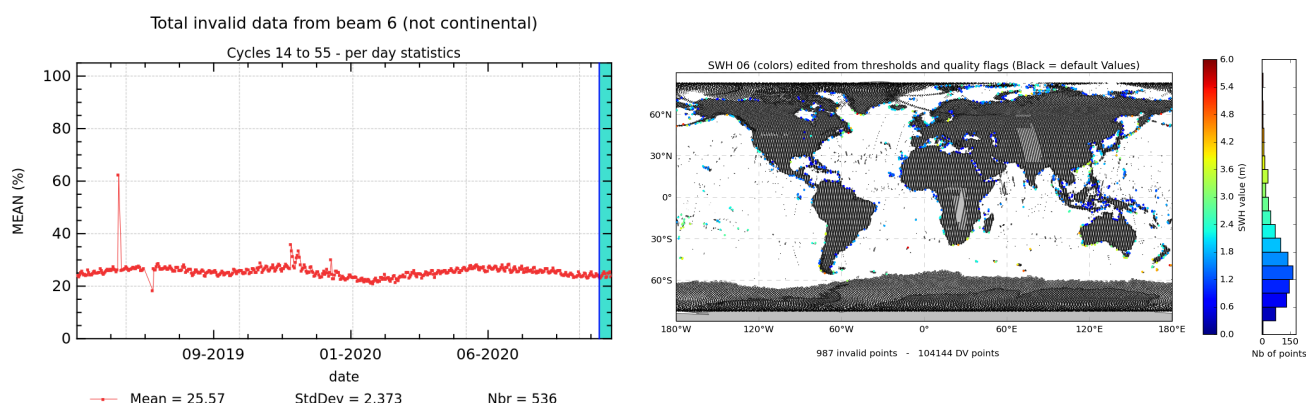 Total invalid data from beam 6 (not continental)
Cycles 14 to 55 - per day statistics
100
80
60
40
20
0
MEAN (%)
09-2019
01-2020
06-2020
date
Mean = 25.57
StdDev = 2.373
Nbr = 536
SWH 06 (colors) edited from thresholds and quality flags (Black = default Values)
60°N
30°N
0°
30°S
60°S
180°W
120°W
60°W
0°
60°E
120°E
180°E
987 invalid points - 104144 DV points
6.0
5.4
4.8
4.2
3.6
3.0
2.4
1.8
1.2
0.6
0.0
SWH value (m)
0
150
Nb of points